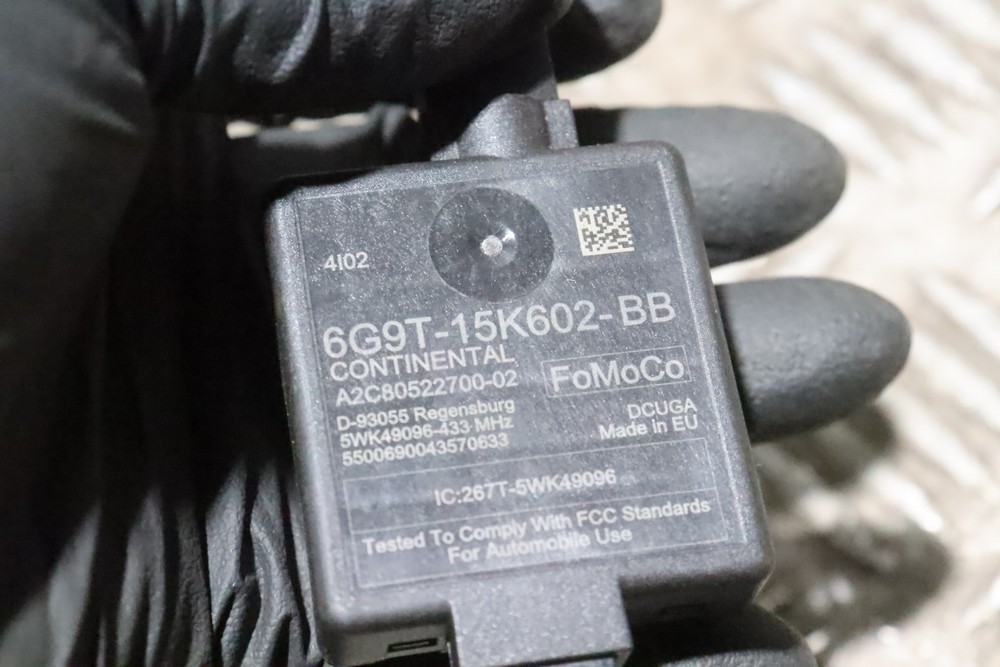 4I02
6G9T-15K602-BB
CONTINENTAL
A2C80522700-02
FoMoCo
D-93055 Regensburg
5WK49096-433 MHz
5500690043570633
DCUGA
Made in EU
IC:267T-5WK49096
Tested To Comply With FCC Standards
For Automobile Use